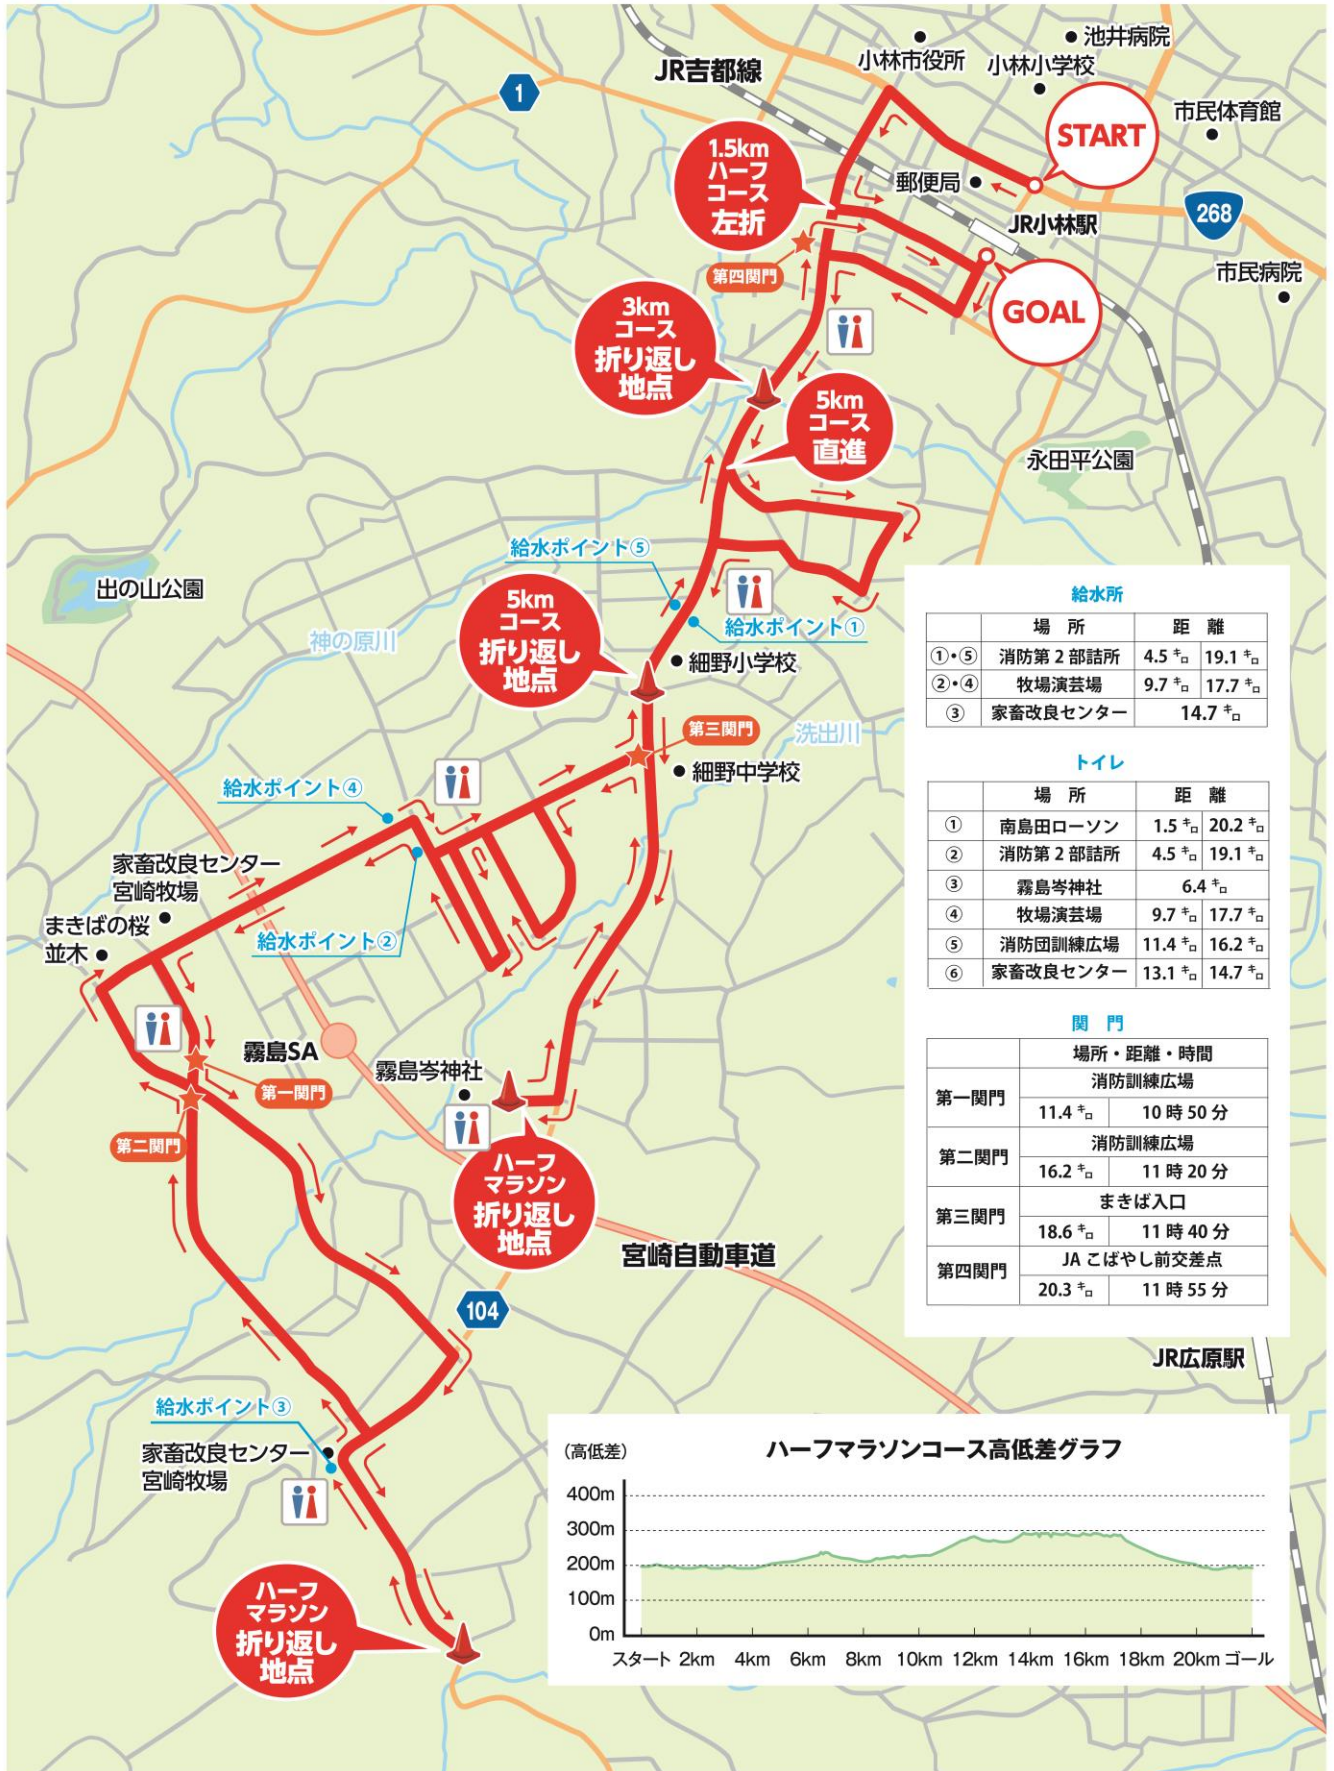 池井病院
小林市役所
小林小学校
JR吉都線
1
START
市民体育館
1.5km
ハーフ
コース
左折
郵便局
JR小林駅
268
第四関門
市民病院
GOAL
3km
コース
折り返し
地点
5km
コース
直進
永田平公園
給水ポイント⑤
出の山公園
神の原川
5km
コース
折り返し
地点
給水ポイント①
細野小学校
第三関門
洗出川
細野中学校
給水ポイント④
家畜改良センター
宮崎牧場
まきばの桜
並木
給水ポイント②
霧島SA
第一関門
霧島岑神社
第二関門
ハーフ
マラソン
折り返し
地点
宮崎自動車道
104
給水ポイント③
家畜改良センター
宮崎牧場
ハーフ
マラソン
折り返し
地点
JR広原駅
給水所
場 所 距 離
①・⑤ 消防第2部詰所 4.5キロ 19.1キロ
②・④ 牧場演芸場 9.7キロ 17.7キロ
③ 家畜改良センター 14.7キロ
トイレ
場 所 距 離
① 南島田ローソン 1.5キロ 20.2キロ
② 消防第2部詰所 4.5キロ 19.1キロ
③ 霧島岑神社 6.4キロ
④ 牧場演芸場 9.7キロ 17.7キロ
⑤ 消防団訓練広場 11.4キロ 16.2キロ
⑥ 家畜改良センター 13.1キロ 14.7キロ
関 門
場所・距離・時間
第一関門 消防訓練広場
11.4キロ 10時50分
第二関門 消防訓練広場
16.2キロ 11時20分
第三関門 まきば入口
18.6キロ 11時40分
第四関門 JAこばやし前交差点
20.3キロ 11時55分
(高低差) ハーフマラソンコース高低差グラフ
400m
300m
200m
100m
0m
スタート 2km 4km 6km 8km 10km 12km 14km 16km 18km 20km ゴール